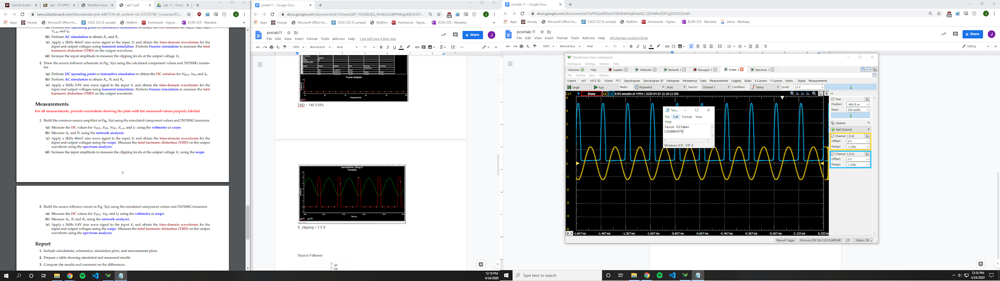 Central Authen
Lab – 20 SPRIN
MultiSim-Analo
Lab11.pdf
Lab 11 - Goog
tamu.blackboard.com/bbcswebdav/pid-6487518-dt-content-rid-57276790_1/courses/EC...
Apps Howdy Microsoft Office Ho... CSCE 222 (5 unread) MyBlinn Homework - Signal... ECEN 325 - Mandela »
V_o,dc and I_D.
(b) Perform AC simulation to obtain A_v and R_i.
(c) Apply a 5kHz 40mV sine wave signal to the input V_i and obtain the time-domain waveforms for the
input and output voltages using transient simulation. Perform Fourier simulation to measure the total
harmonic distortion (THD) on the output waveform.
(d) Increase the input amplitude to measure the clipping levels at the output voltage V_o.
2. Draw the source follower schematic in Fig. 5(a) using the calculated component values and 2N7000G transis-
tor.
(a) Perform DC operating point or interactive simulation to obtain the DC solution for V_RG2, V_RS and I_D.
(b) Perform AC simulation to obtain A_v, R_i and R_o.
(c) Apply a 5kHz 0.8V sine wave signal to the input V_i and obtain the time-domain waveforms for the
input and output voltages using transient simulation. Perform Fourier simulation to measure the total
harmonic distortion (THD) on the output waveform.
Measurements
For all measurements, provide screenshots showing the plots with the measured values properly labeled.
1. Build the common-source amplifier in Fig. 3(a) using the simulated component values and 2N7000G transistor.
(a) Measure the DC values for V_RG2, V_RS, V_RD, V_o,dc and I_C using the voltmeter or scope.
(b) Measure A_v and R_i using the network analyzer.
(c) Apply a 5kHz 40mV sine wave signal to the input V_i and obtain the time-domain waveforms for the
input and output voltages using the scope. Measure the total harmonic distortion (THD) on the output
waveform using the spectrum analyzer.
(d) Increase the input amplitude to measure the clipping levels at the output voltage V_o using the scope.
5
2. Build the source follower circuit in Fig. 5(a) using the simulated component values and 2N7000G transistor.
(a) Measure the DC values for V_RG2, V_RS and I_D using the voltmeter or scope.
(b) Measure A_v, R_i and R_o using the network analyzer.
(c) Apply a 5kHz 0.8V sine wave signal to the input V_i and obtain the time-domain waveforms for the
input and output voltages using the scope. Measure the total harmonic distortion (THD) on the output
waveform using the spectrum analyzer.
Report
1. Include calculations, schematics, simulation plots, and measurement plots.
2. Prepare a table showing simulated and measured results.
3. Compare the results and comment on the differences.
prelab11 - Google Docs
docs.google.com/document/d/133vwoQ0P_1Dtj5BLBQ_flo9kUcSiMPh8egzKKO63iP...
Apps Howdy Microsoft Office Ho... CSCE 222 (5 unread) MyBlinn Homework - Signal... ECEN 325 - Mandela »
prelab11
File Edit View Insert Format Tools Add-ons Help Last edit was 4 days ago
Share
J
100% Normal text Arial 11
Fourier Analysis
Frequency (Hz)
THD = 140.518%
JasonGilman_Design1
Transient
Time (s)
V_clipping = 1.5 V
Source Follower
V1
5V
12:18 PM
4/24/2020
postlab 11 - Google Docs
docs.google.com/document/d/1eiPNQsM93wI55W2BdHAqKhdx6Z_QYh4WvDDFSgVOUC0/edit
Apps Howdy Microsoft Office Ho... CSCE 222 (5 unread) MyBlinn Homework - Signal... ECEN 325 - Mandela Inbox - Workday
postlab 11
File Edit View Insert Format Tools Add-ons Help All changes saved in Drive
Share
J
100% Normal text Arial 11
Editing
WaveForms (new workspace)
Workspace Settings Window Help
Welcome Help Supplies Voltmeter Network 1 Wavegen 1 Scope 1 Spectrum 1
File Control View Window
Export +XY +XYZ 3D +Zoom FFT Spectrogram Spectrogram 3D Histogram Persistence Data Measurements Logging Audio X Cursors Y Cursors Notes Digital Measurements
Single Run Mode: Repeated Auto Source: Channel 1 Condition: Rising Level: 0 V
C1 V Done C1 C2 8192 samples at 4 MHz | 2020-04-24 12:18:13.500 Y
5
4
3
2
1
0
-1
-2
-3
-4
-5
X -1.667 ms -1.467 ms -1.267 ms -1.067 ms -0.867 ms -0.667 ms -0.467 ms -0.267 ms -0.067 ms 0.133 ms 0.333 ms
*Un...
File Edit Format View
Help
Jason Gilman
126006979
Windows (CR UTF-8
Time
Position: -666.8 us
Base: 200 us/div
Options
Add Channel
Channel 1 (1±)
Offset: 0 V
Range: 1 V/div
Channel 2 (2±)
Offset: 0 V
Range: 1 V/div
Manual Trigger Discovery2NI SN:210321ABE64D Status: OK
Type here to search
12:18 PM
4/24/2020